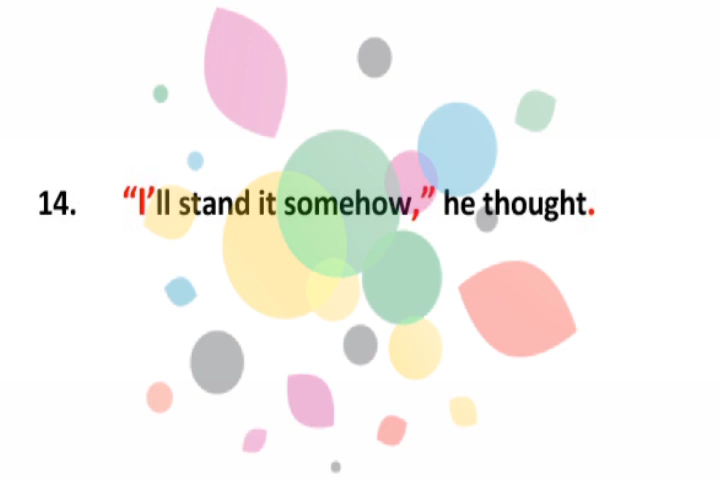 14. “I’ll stand it somehow,” he thought.